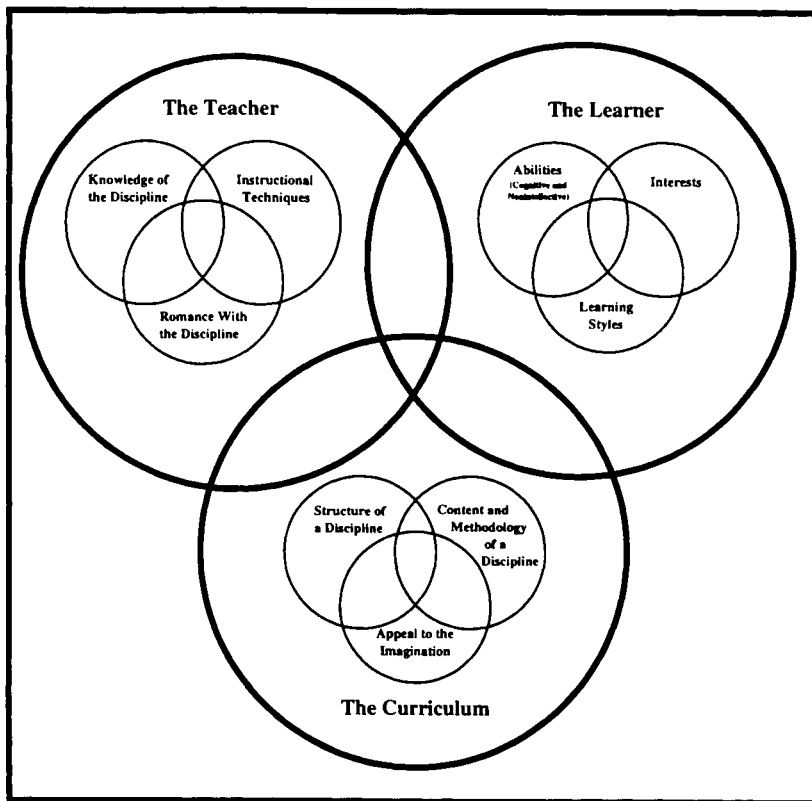 The Teacher
Knowledge of
the Discipline
Instructional
Techniques
Romance With
the Discipline
The Learner
Abilities
(Cognitive and
Nonintellective)
Interests
Learning
Styles
Structure of
a Discipline
Content and
Methodology
of a
Discipline
Appeal to the
Imagination
The Curriculum